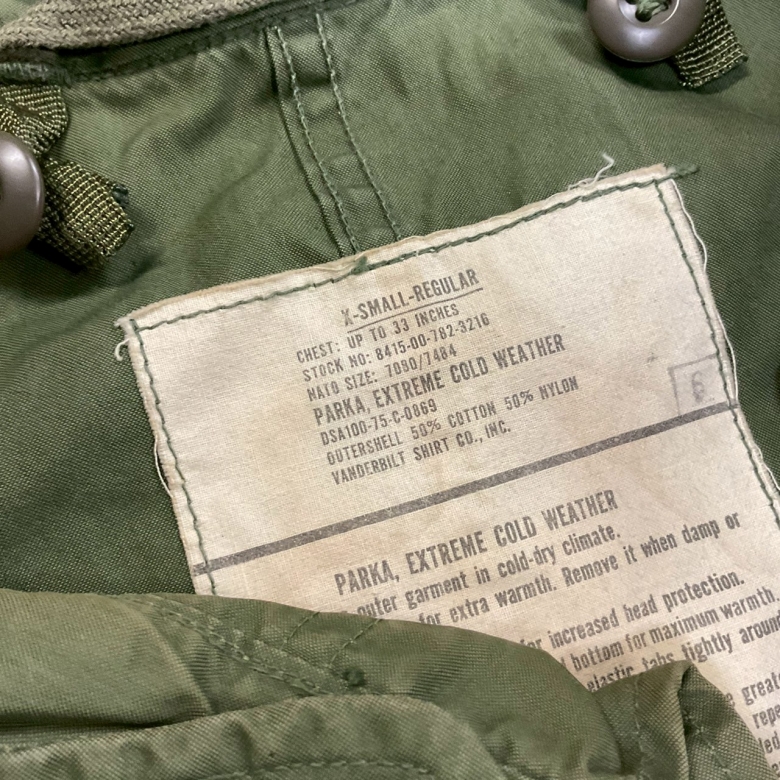 X-SMALL-REGULAR
CHEST: UP TO 33 INCHES
STOCK NO: 8415-00-782-3216
NATO SIZE: 7080/7484
PARKA, EXTREME COLD WEATHER
DSA100-75-C-0869
OUTERSHELL 50% COTTON 50% NYLON
VANDERBILT SHIRT CO., INC.
6
PARKA, EXTREME COLD WEATHER
outer garment in cold-dry climate.
for extra warmth. Remove it when damp or
for increased head protection.
bottom for maximum warmth.
elastic tabs tightly around